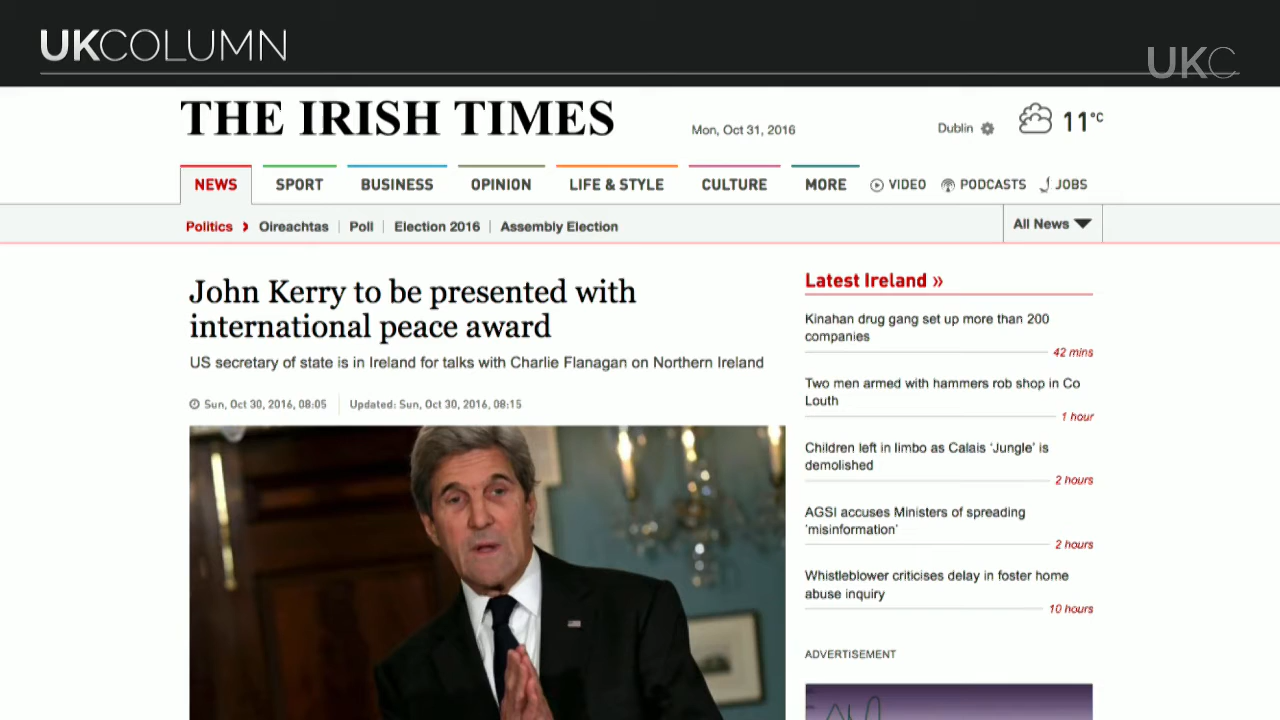 UKCOLUMN
UKC
THE IRISH TIMES
Mon, Oct 31, 2016
Dublin
11°C
NEWS SPORT BUSINESS OPINION LIFE & STYLE CULTURE MORE VIDEO PODCASTS JOBS
Politics Oireachtas Poll Election 2016 Assembly Election
All News
John Kerry to be presented with
international peace award
US secretary of state is in Ireland for talks with Charlie Flanagan on Northern Ireland
Sun, Oct 30, 2016, 08:05 Updated: Sun, Oct 30, 2016, 08:15
Latest Ireland »
Kinahan drug gang set up more than 200
companies
42 mins
Two men armed with hammers rob shop in Co
Louth
1 hour
Children left in limbo as Calais ‘Jungle’ is
demolished
2 hours
AGSI accuses Ministers of spreading
‘misinformation’
2 hours
Whistleblower criticises delay in foster home
abuse inquiry
10 hours
ADVERTISEMENT